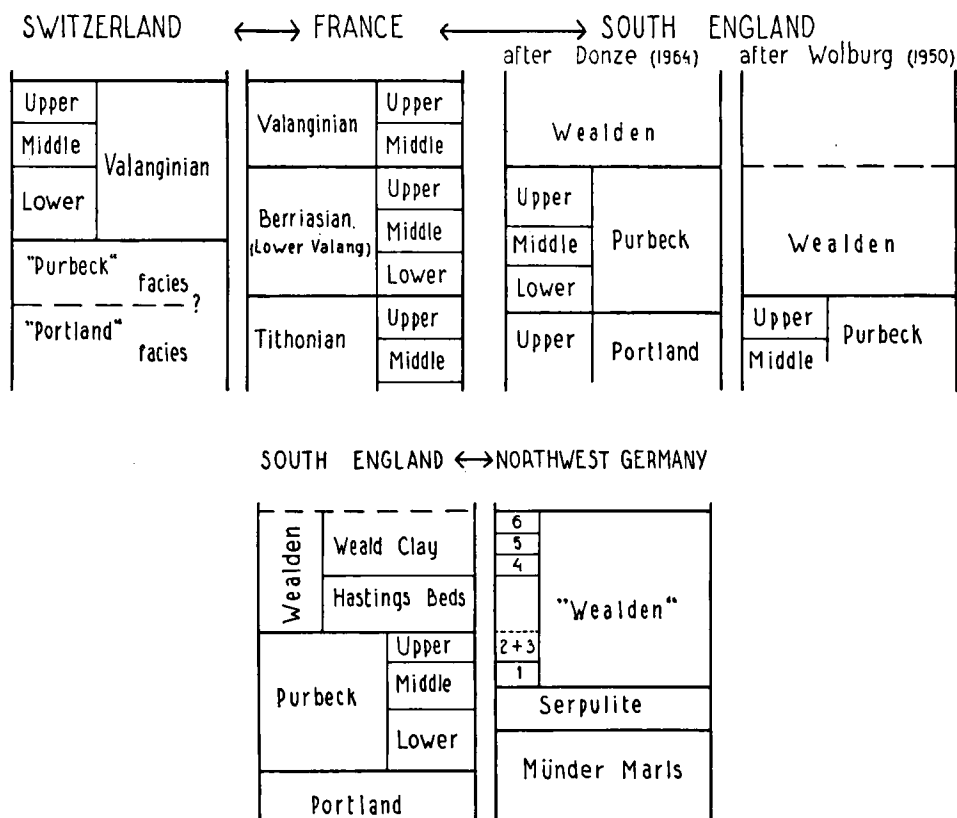 SWITZERLAND ⟷ FRANCE ⟷ SOUTH ENGLAND
after Donze (1964) after Wolburg (1950)
Upper
Middle
Lower
Valanginian
"Purbeck" facies
?
"Portland" facies
Valanginian
Upper
Middle
Berriasian.
(Lower Valang)
Upper
Middle
Lower
Tithonian
Upper
Middle
Wealden
Upper
Middle
Lower
Purbeck
Upper
Portland
Wealden
Upper
Middle
Purbeck
SOUTH ENGLAND ⟷ NORTHWEST GERMANY
Wealden
Weald Clay
Hastings Beds
Purbeck
Upper
Middle
Lower
Portland
6
5
4
2+3
1
"Wealden"
Serpulite
Münder Marls